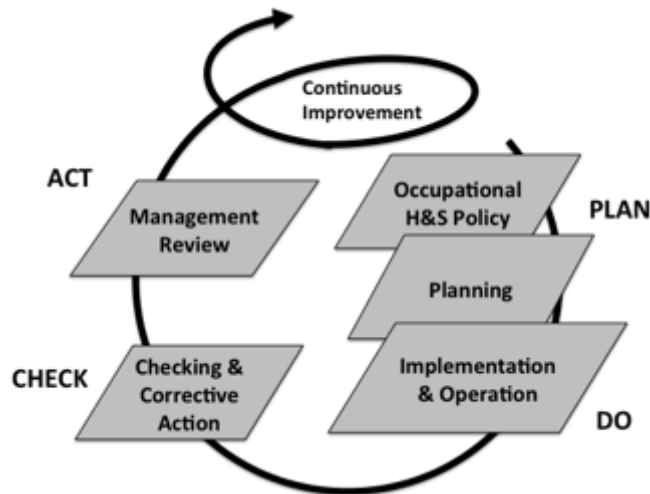 Continuous
Improvement
ACT
Management
Review
Occupational
H&S Policy
PLAN
Planning
CHECK
Checking &
Corrective
Action
Implementation
& Operation
DO